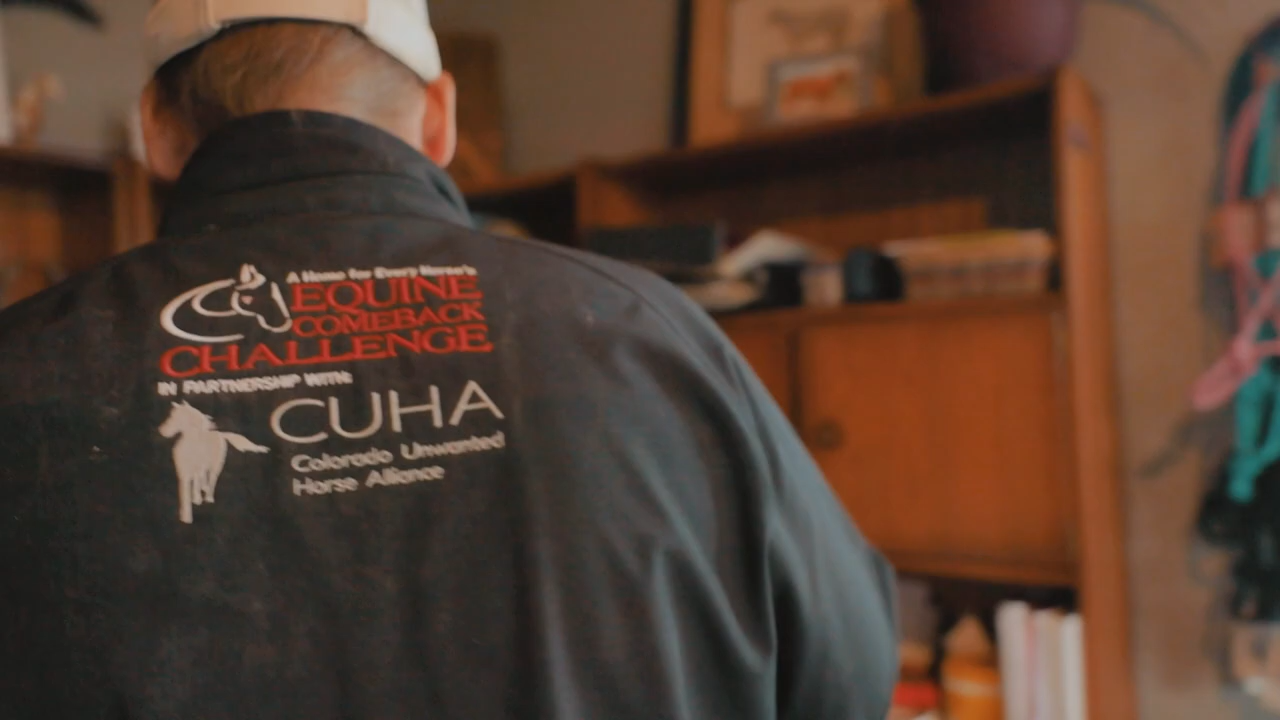 A Home for Every Horse's
EQUINE
COMEBACK
CHALLENGE
IN PARTNERSHIP WITH:
CUHA
Colorado Unwanted
Horse Alliance